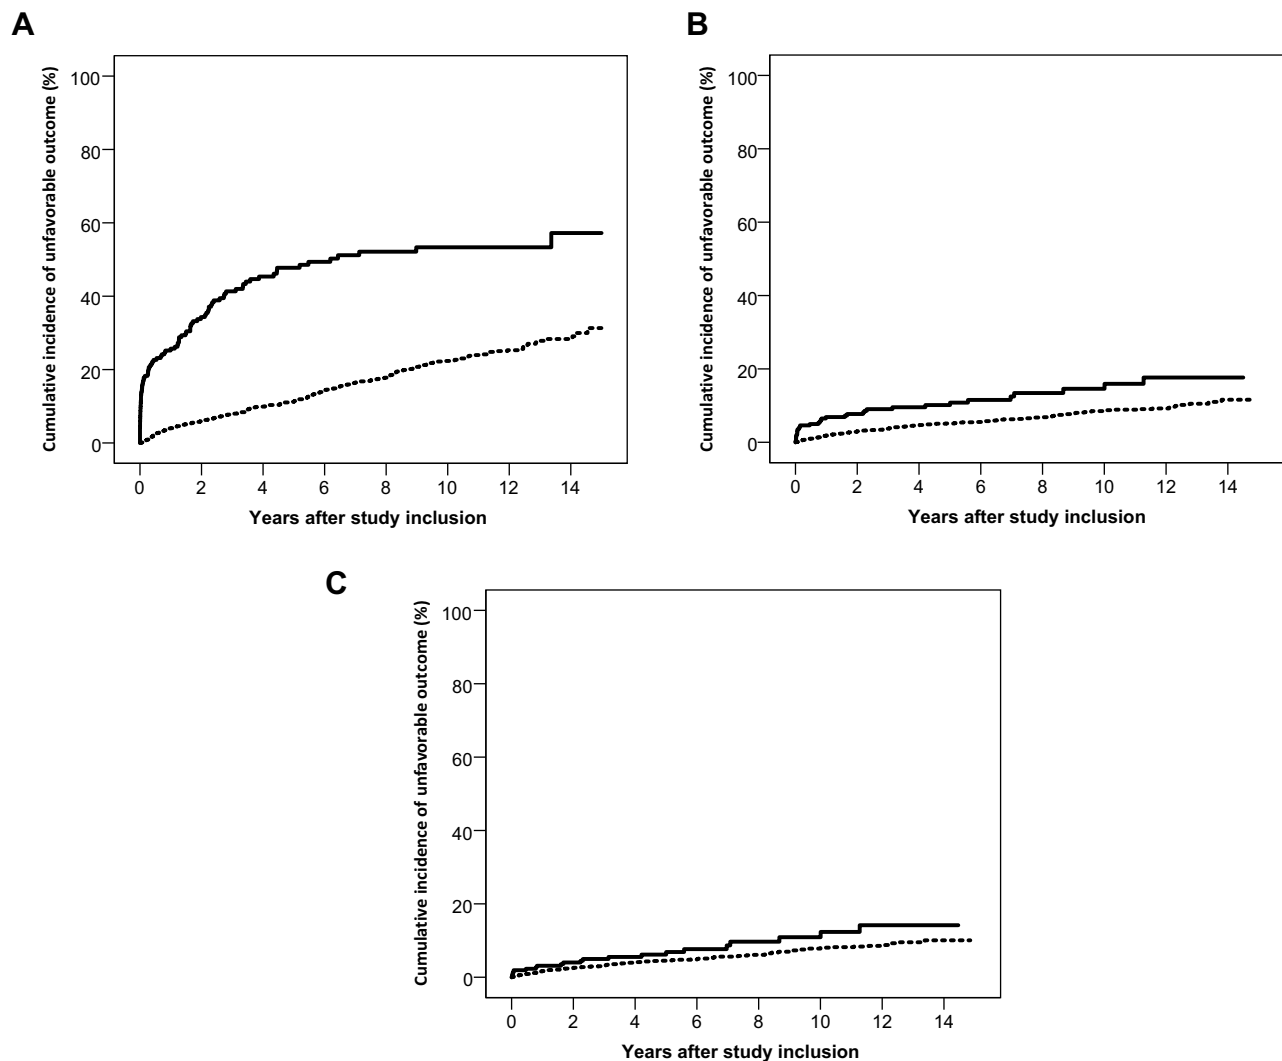 A
Cumulative incidence of unfavorable outcome (%)
100
80
60
40
20
0
0 2 4 6 8 10 12 14
Years after study inclusion
B
Cumulative incidence of unfavorable outcome (%)
100
80
60
40
20
0
0 2 4 6 8 10 12 14
Years after study inclusion
C
Cumulative incidence of unfavorable outcome (%)
100
80
60
40
20
0
0 2 4 6 8 10 12 14
Years after study inclusion